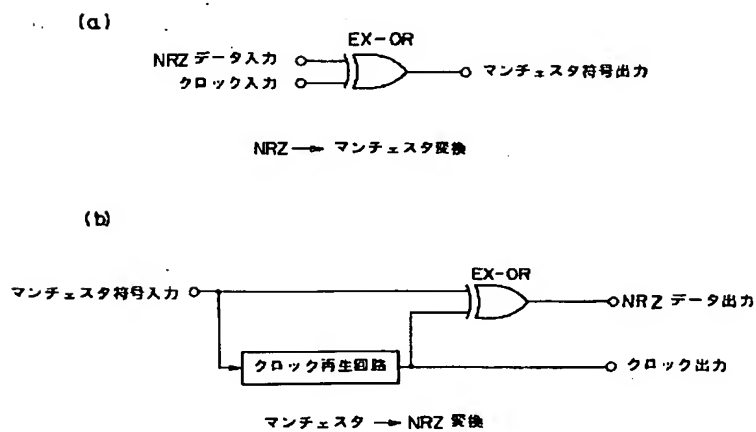 (a)
EX-OR
NRZ データ入力
クロック入力
マンチェスタ符号出力
NRZ → マンチェスタ変換
(b)
EX-OR
マンチェスタ符号入力
NRZ データ出力
クロック再生回路
クロック出力
マンチェスタ → NRZ 変換